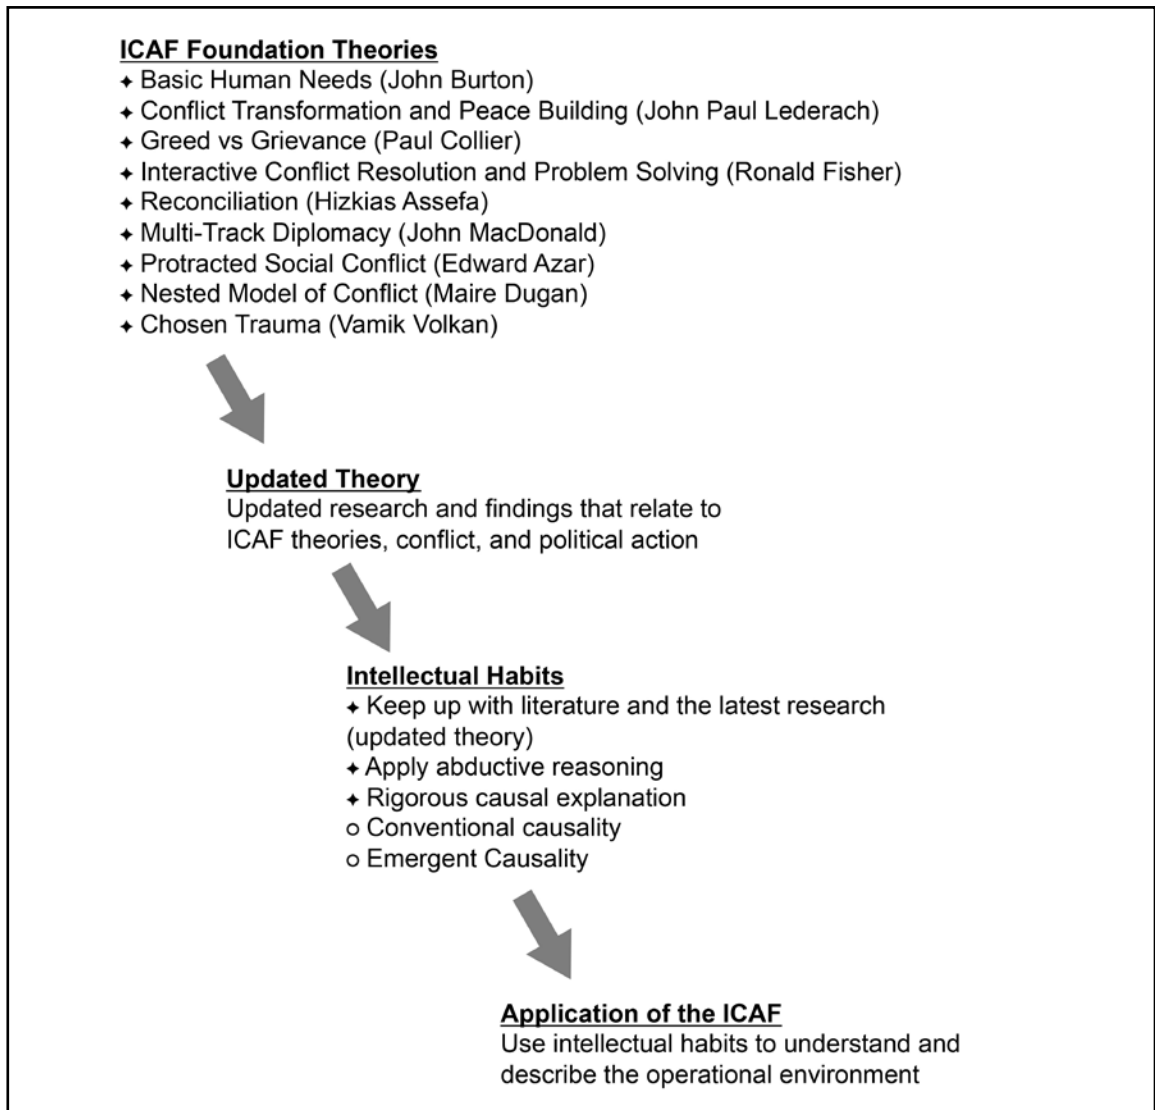 ICAF Foundation Theories
✦ Basic Human Needs (John Burton)
✦ Conflict Transformation and Peace Building (John Paul Lederach)
✦ Greed vs Grievance (Paul Collier)
✦ Interactive Conflict Resolution and Problem Solving (Ronald Fisher)
✦ Reconciliation (Hizkias Assefa)
✦ Multi-Track Diplomacy (John MacDonald)
✦ Protracted Social Conflict (Edward Azar)
✦ Nested Model of Conflict (Maire Dugan)
✦ Chosen Trauma (Vamik Volkan)
Updated Theory
Updated research and findings that relate to
ICAF theories, conflict, and political action
Intellectual Habits
✦ Keep up with literature and the latest research
(updated theory)
✦ Apply abductive reasoning
✦ Rigorous causal explanation
o Conventional causality
o Emergent Causality
Application of the ICAF
Use intellectual habits to understand and
describe the operational environment